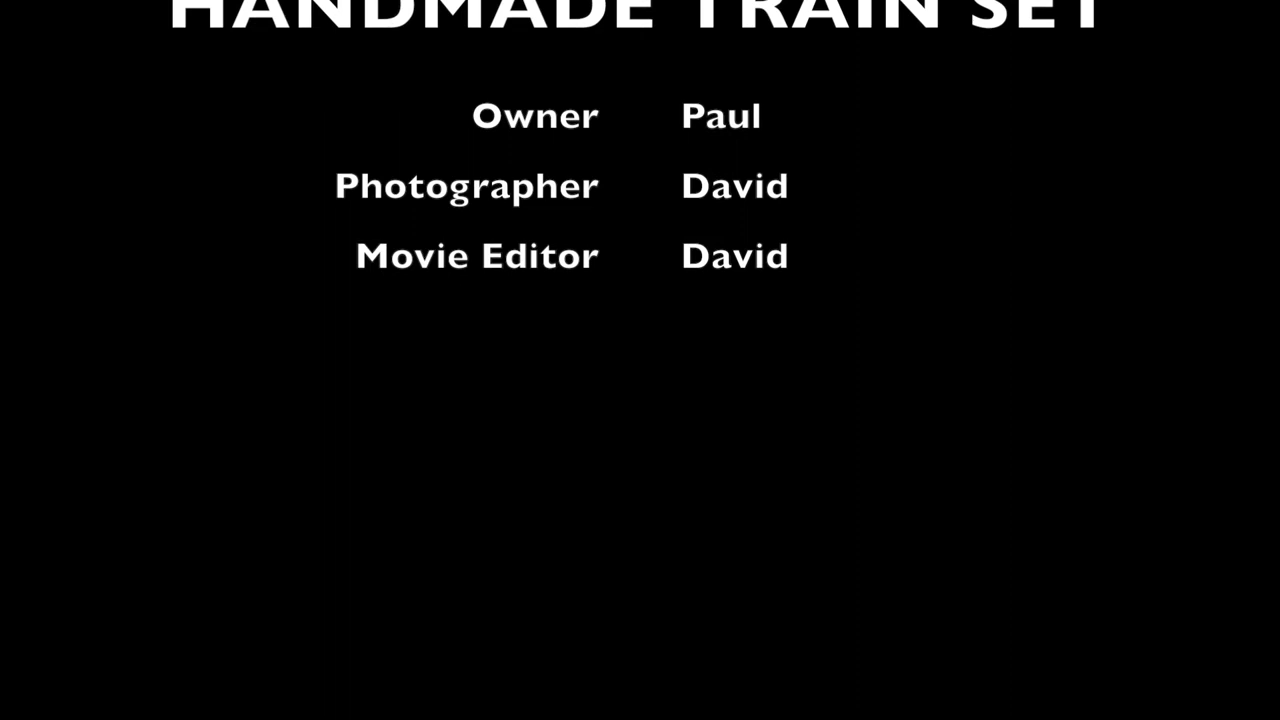 HANDMADE TRAIN SET
Owner Paul
Photographer David
Movie Editor David